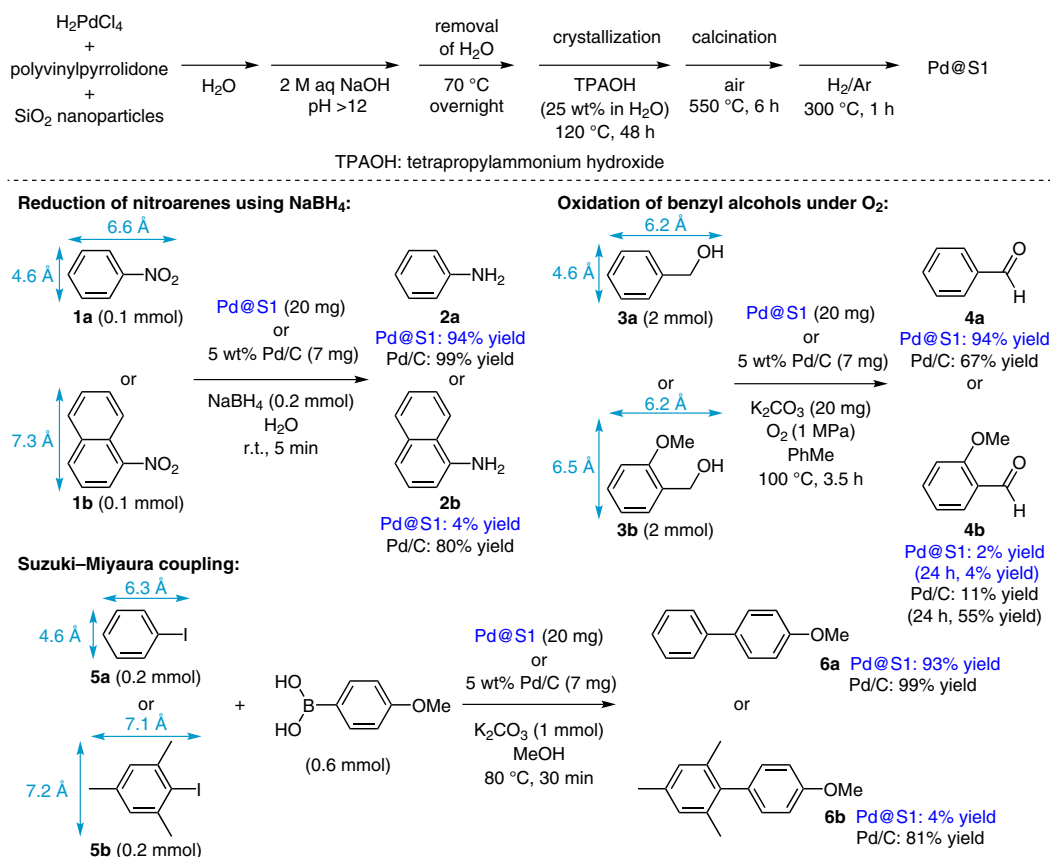 H2PdCl4
+
polyvinylpyrrolidone
+
SiO2 nanoparticles
H2O
2 M aq NaOH
pH >12
removal
of H2O
70 °C
overnight
crystallization
TPAOH
(25 wt% in H2O)
120 °C, 48 h
calcination
air
550 °C, 6 h
H2/Ar
300 °C, 1 h
Pd@S1
TPAOH: tetrapropylammonium hydroxide
Reduction of nitroarenes using NaBH4:
6.6 Å
4.6 Å
NO2
1a (0.1 mmol)
or
7.3 Å
NO2
1b (0.1 mmol)
Pd@S1 (20 mg)
or
5 wt% Pd/C (7 mg)
NaBH4 (0.2 mmol)
H2O
r.t., 5 min
NH2
2a
Pd@S1: 94% yield
Pd/C: 99% yield
or
NH2
2b
Pd@S1: 4% yield
Pd/C: 80% yield
Oxidation of benzyl alcohols under O2:
6.2 Å
4.6 Å
OH
3a (2 mmol)
or
6.2 Å
6.5 Å
OMe
OH
3b (2 mmol)
Pd@S1 (20 mg)
or
5 wt% Pd/C (7 mg)
K2CO3 (20 mg)
O2 (1 MPa)
PhMe
100 °C, 3.5 h
O
H
4a
Pd@S1: 94% yield
Pd/C: 67% yield
or
OMe
O
H
4b
Pd@S1: 2% yield
(24 h, 4% yield)
Pd/C: 11% yield
(24 h, 55% yield)
Suzuki–Miyaura coupling:
6.3 Å
4.6 Å
I
5a (0.2 mmol)
or
7.1 Å
7.2 Å
I
5b (0.2 mmol)
+
HO
B
HO
OMe
(0.6 mmol)
Pd@S1 (20 mg)
or
5 wt% Pd/C (7 mg)
K2CO3 (1 mmol)
MeOH
80 °C, 30 min
OMe
6a Pd@S1: 93% yield
Pd/C: 99% yield
or
OMe
6b Pd@S1: 4% yield
Pd/C: 81% yield